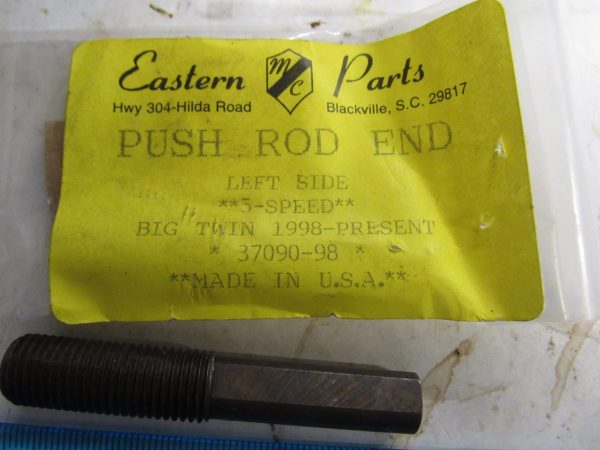 Eastern MC Parts
Hwy 304-Hilda Road Blackville, S.C. 29817
PUSH ROD END
LEFT SIDE
**5-SPEED**
BIG TWIN 1998-PRESENT
* 37090-98 *
**MADE IN U.S.A.**